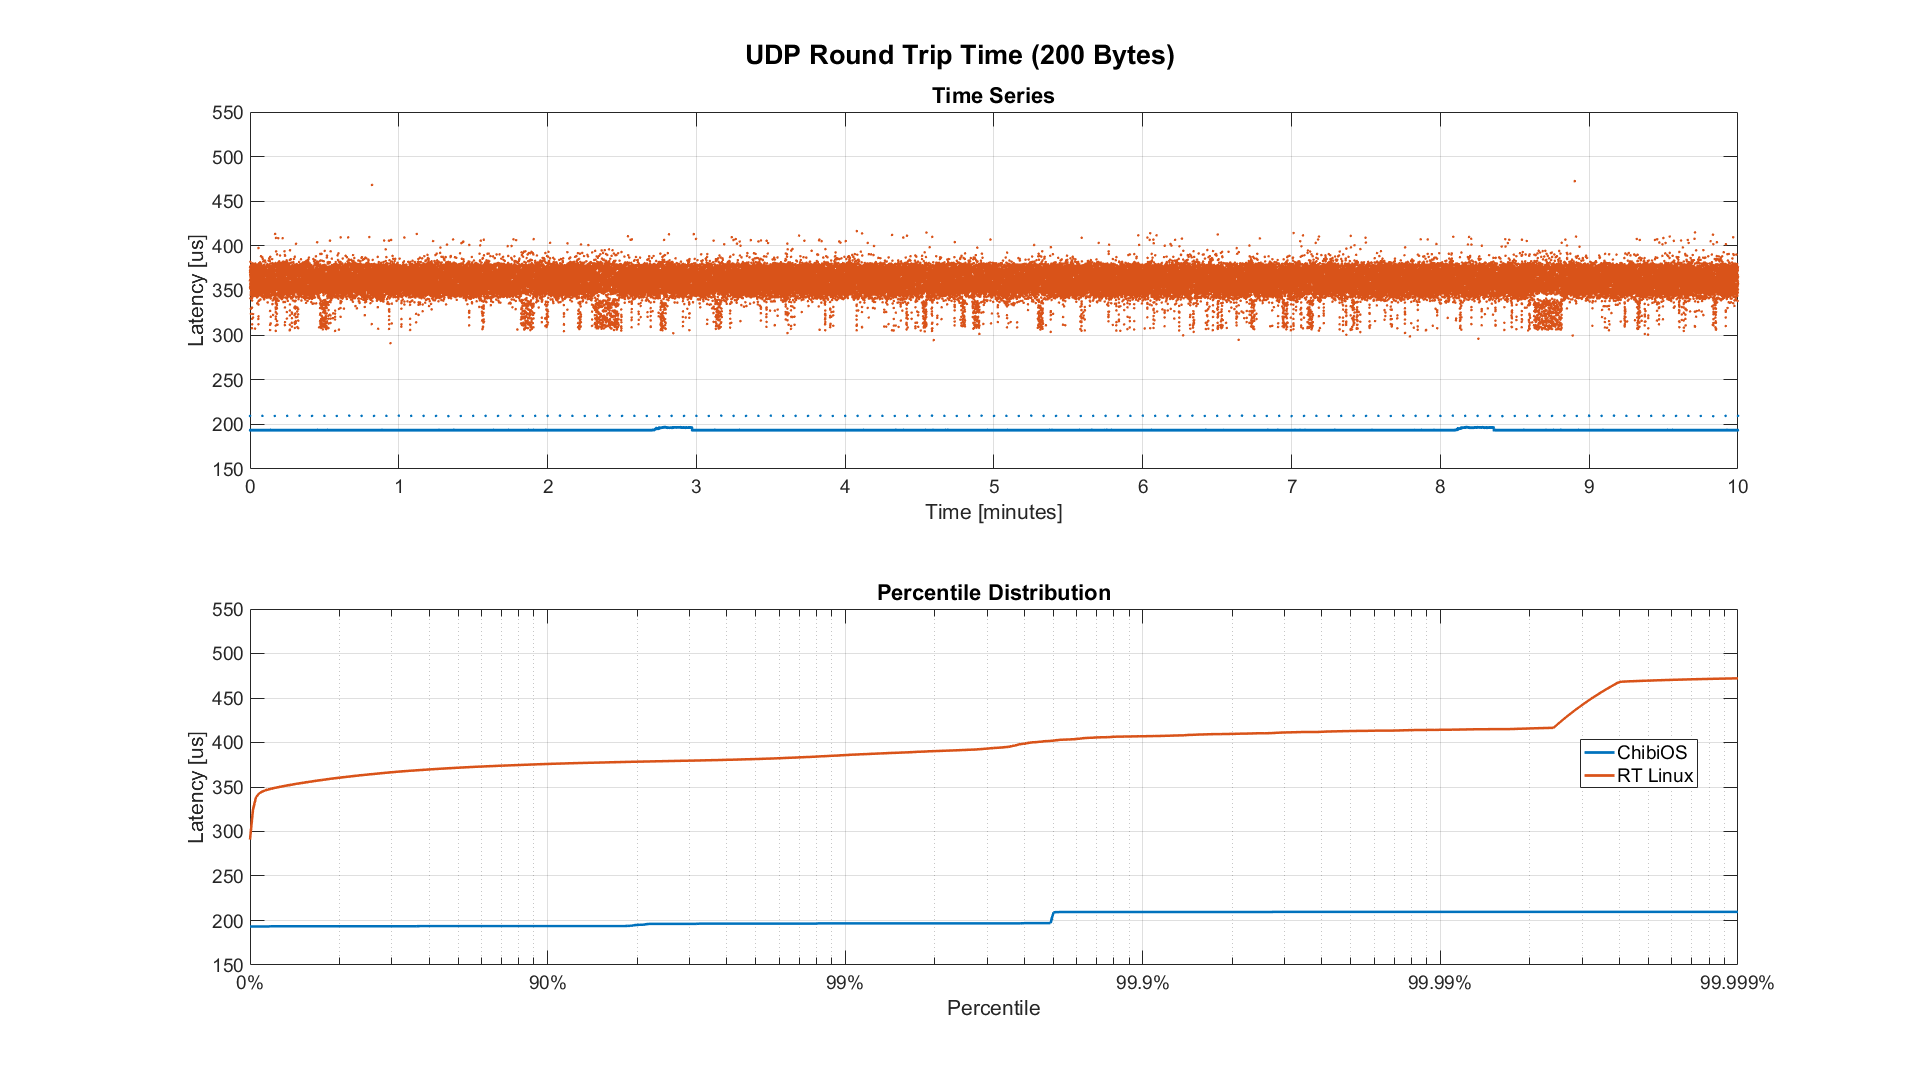 UDP Round Trip Time (200 Bytes)
Time Series
550
500
450
400
350
300
250
200
150
Latency [us]
0 1 2 3 4 5 6 7 8 9 10
Time [minutes]
Percentile Distribution
550
500
450
400
350
300
250
200
150
Latency [us]
ChibiOS
RT Linux
0% 90% 99% 99.9% 99.99% 99.999%
Percentile